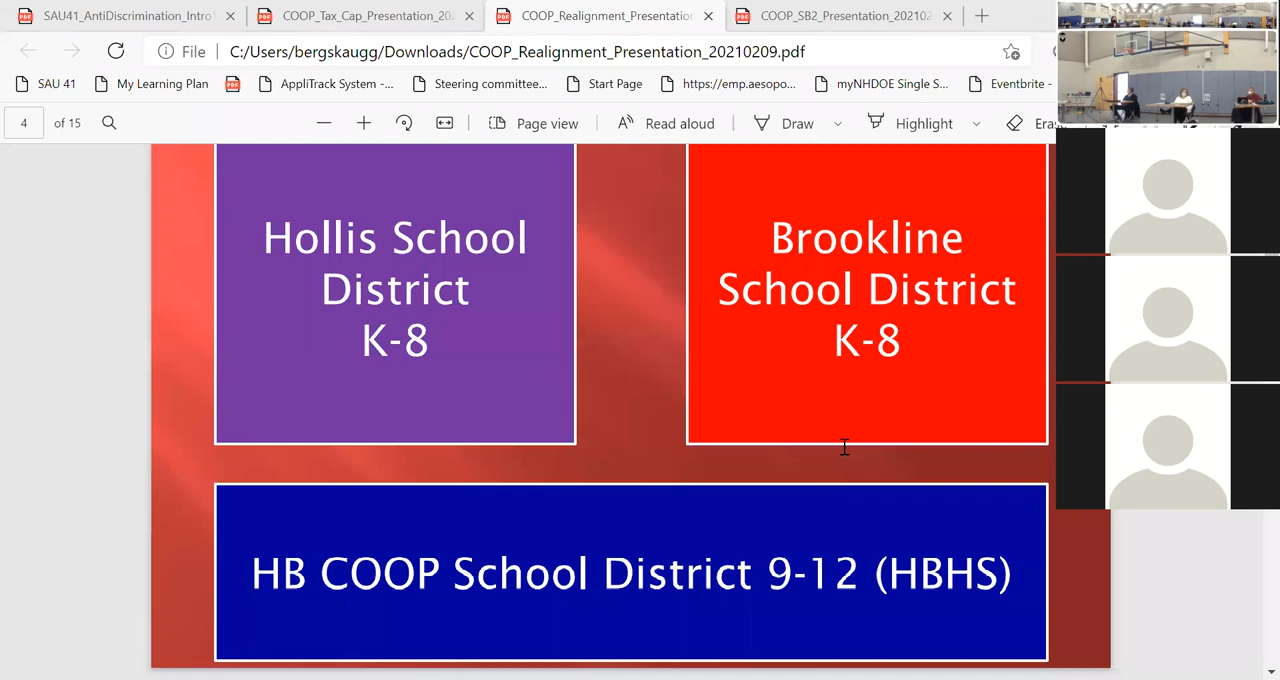 SAU41_AntiDiscrimination_Intro
COOP_Tax_Cap_Presentation_20
COOP_Realignment_Presentation
COOP_SB2_Presentation_202102
File C:/Users/bergskaugg/Downloads/COOP_Realignment_Presentation_20210209.pdf
SAU 41 My Learning Plan AppliTrack System -... Steering committee... Start Page https://emp.aesopo... myNHDOE Single S... Eventbrite -
4 of 15 Page view Read aloud Draw Highlight Era
Hollis School
District
K-8
Brookline
School District
K-8
HB COOP School District 9-12 (HBHS)